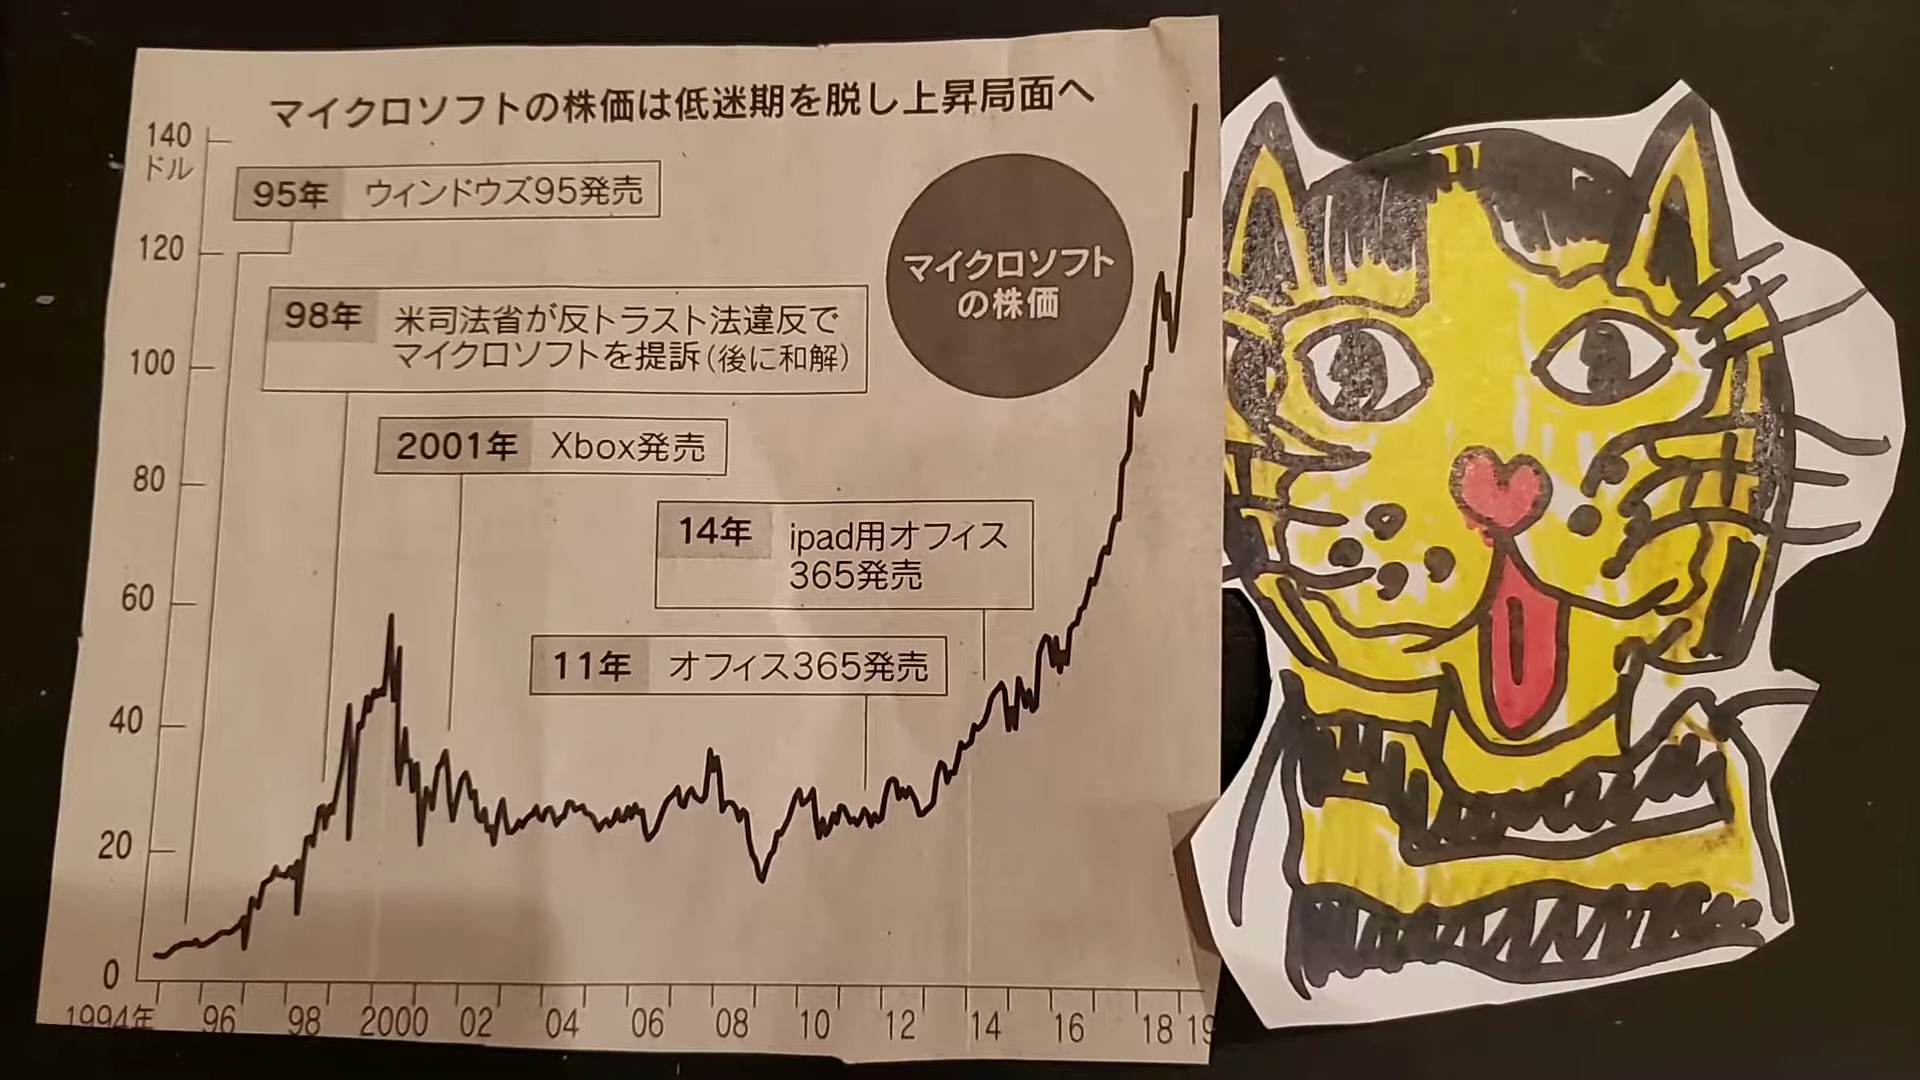 マイクロソフトの株価は低迷期を脱し上昇局面へ
140
ドル
95年 ウィンドウズ95発売
120
98年 米司法省が反トラスト法違反で
マイクロソフトを提訴(後に和解)
マイクロソフト
の株価
100
2001年 Xbox発売
80
14年 ipad用オフィス
365発売
60
11年 オフィス365発売
40
20
0
1994年 96 98 2000 02 04 06 08 10 12 14 16 18 19